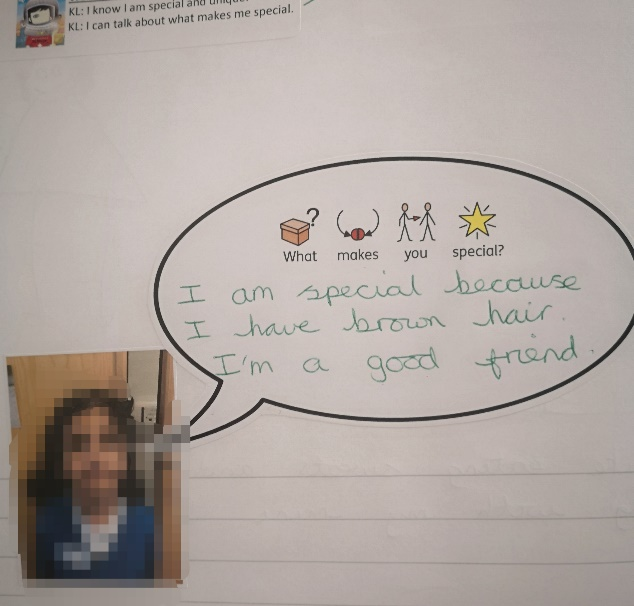 KL: I know I am special and unique.
KL: I can talk about what makes me special.
What makes you special?
I am special because
I have brown hair.
I'm a good friend.